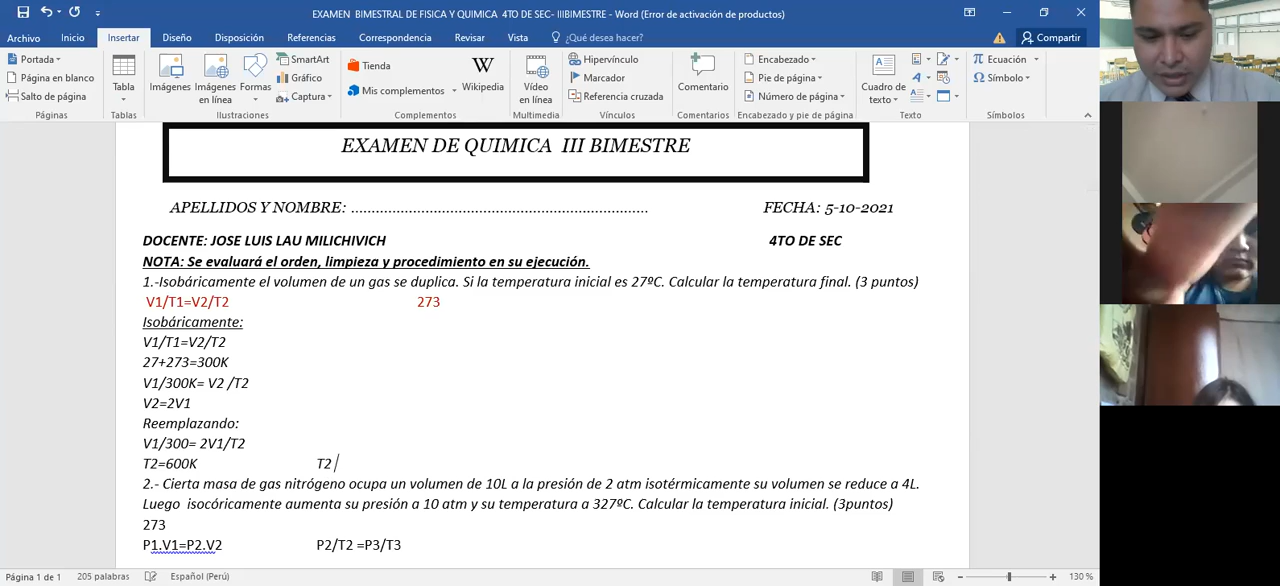 EXAMEN BIMESTRAL DE FISICA Y QUIMICA 4TO DE SEC- IIIBIMESTRE - Word (Error de activación de productos)
Archivo Inicio Insertar Diseño Disposición Referencias Correspondencia Revisar Vista ¿Qué desea hacer? Compartir
Portada
Página en blanco
Salto de página
Páginas
Tabla
Tablas
Imágenes
Imágenes en línea
Formas
SmartArt
Gráfico
Captura
Ilustraciones
Tienda
Mis complementos
W
Wikipedia
Complementos
Vídeo en línea
Multimedia
Hipervínculo
Marcador
Referencia cruzada
Vínculos
Comentario
Comentarios
Encabezado
Pie de página
Número de página
Encabezado y pie de página
Cuadro de texto
Texto
Ecuación
Símbolo
Símbolos
EXAMEN DE QUIMICA III BIMESTRE
APELLIDOS Y NOMBRE: ........................................................................ FECHA: 5-10-2021
DOCENTE: JOSE LUIS LAU MILICHIVICH 4TO DE SEC
NOTA: Se evaluará el orden, limpieza y procedimiento en su ejecución.
1.-Isobáricamente el volumen de un gas se duplica. Si la temperatura inicial es 27ºC. Calcular la temperatura final. (3 puntos)
V1/T1=V2/T2 273
Isobáricamente:
V1/T1=V2/T2
27+273=300K
V1/300K= V2 /T2
V2=2V1
Reemplazando:
V1/300= 2V1/T2
T2=600K T2
2.- Cierta masa de gas nitrógeno ocupa un volumen de 10L a la presión de 2 atm isotérmicamente su volumen se reduce a 4L.
Luego isocóricamente aumenta su presión a 10 atm y su temperatura a 327ºC. Calcular la temperatura inicial. (3puntos)
273
P1.V1=P2.V2 P2/T2 =P3/T3
Página 1 de 1 205 palabras Español (Perú) 130 %